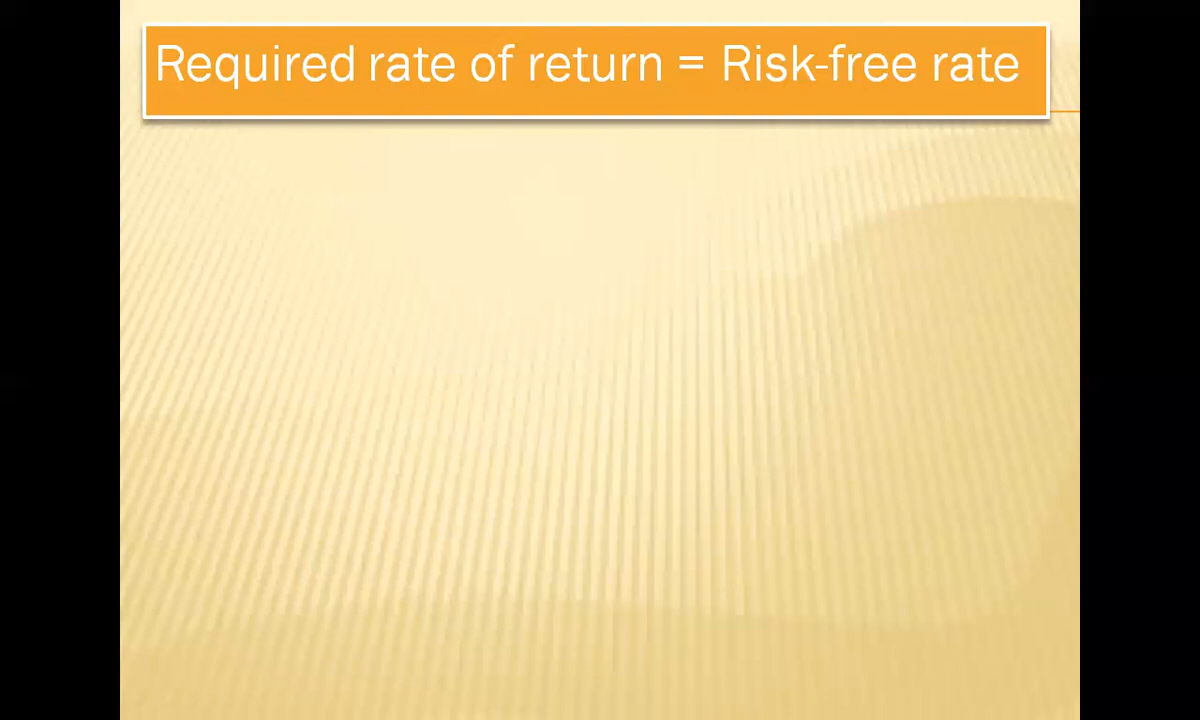 Required rate of return = Risk-free rate